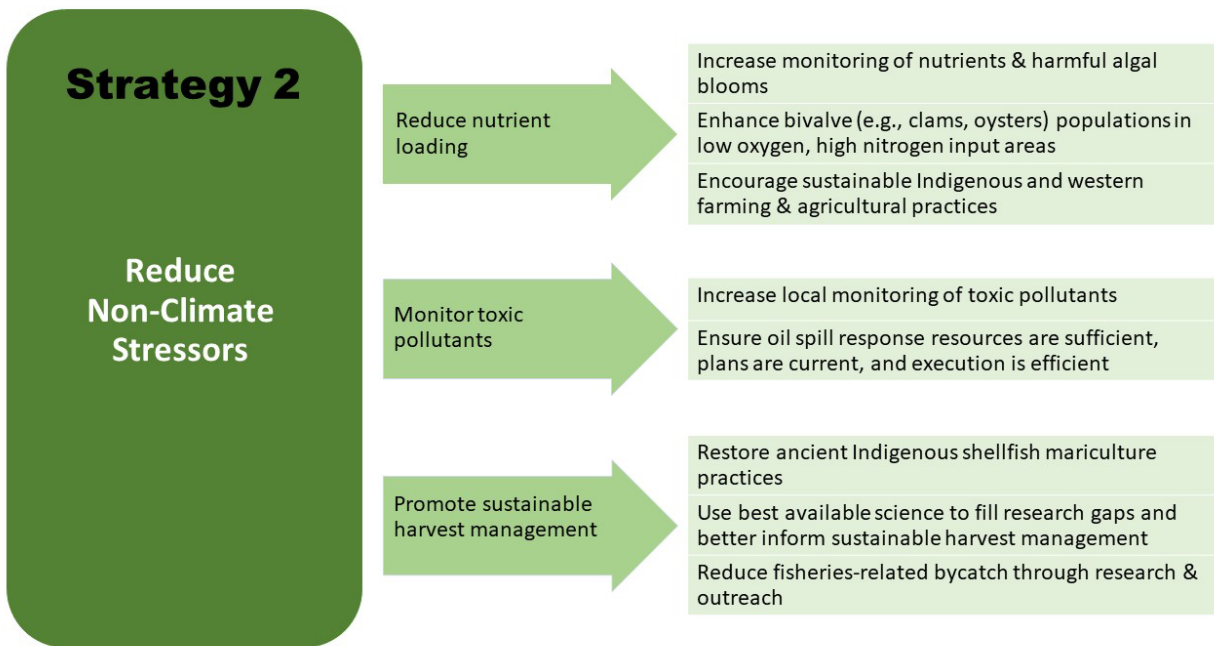 Strategy 2
Reduce
Non-Climate
Stressors
Reduce nutrient
loading
Increase monitoring of nutrients & harmful algal
blooms
Enhance bivalve (e.g., clams, oysters) populations in
low oxygen, high nitrogen input areas
Encourage sustainable Indigenous and western
farming & agricultural practices
Monitor toxic
pollutants
Increase local monitoring of toxic pollutants
Ensure oil spill response resources are sufficient,
plans are current, and execution is efficient
Promote sustainable
harvest management
Restore ancient Indigenous shellfish mariculture
practices
Use best available science to fill research gaps and
better inform sustainable harvest management
Reduce fisheries-related bycatch through research &
outreach